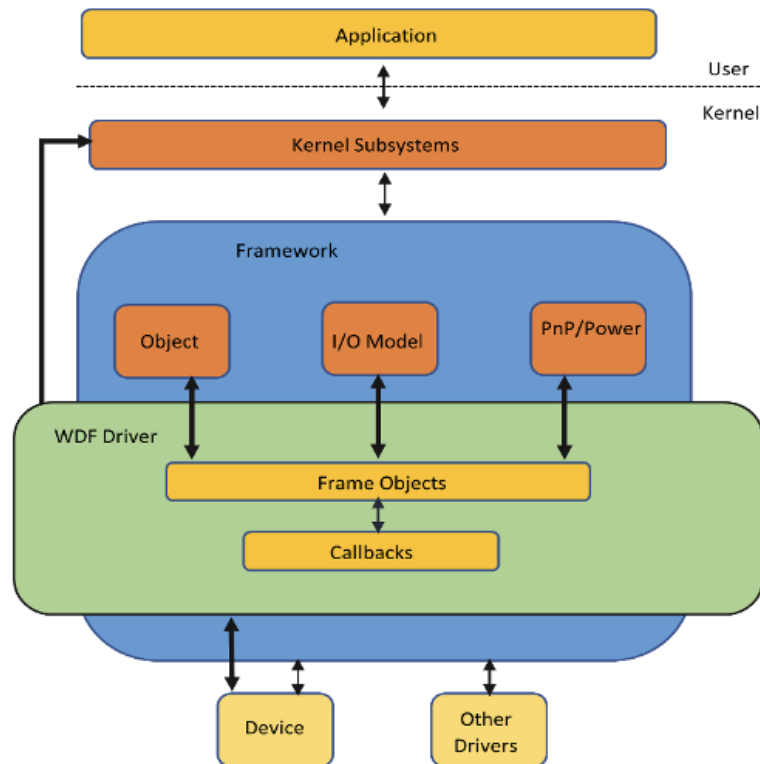 Application
User
Kernel
Kernel Subsystems
Framework
Object
I/O Model
PnP/Power
WDF Driver
Frame Objects
Callbacks
Device
Other
Drivers